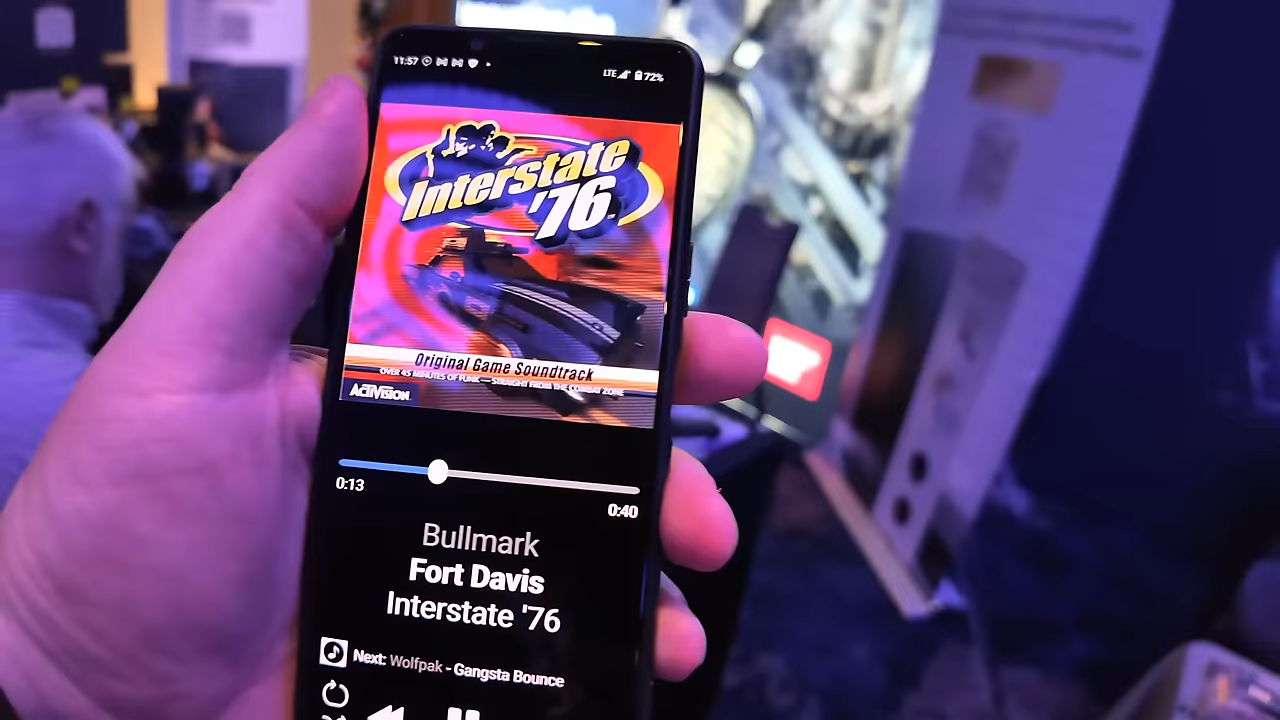 11:57
LTE
72%
Interstate
'76
Original Game Soundtrack
OVER 45 MINUTES OF FUNK — STRAIGHT FROM THE COMBAT ZONE
ACTIVISION
0:13
0:40
Bullmark
Fort Davis
Interstate '76
Next: Wolfpak - Gangsta Bounce